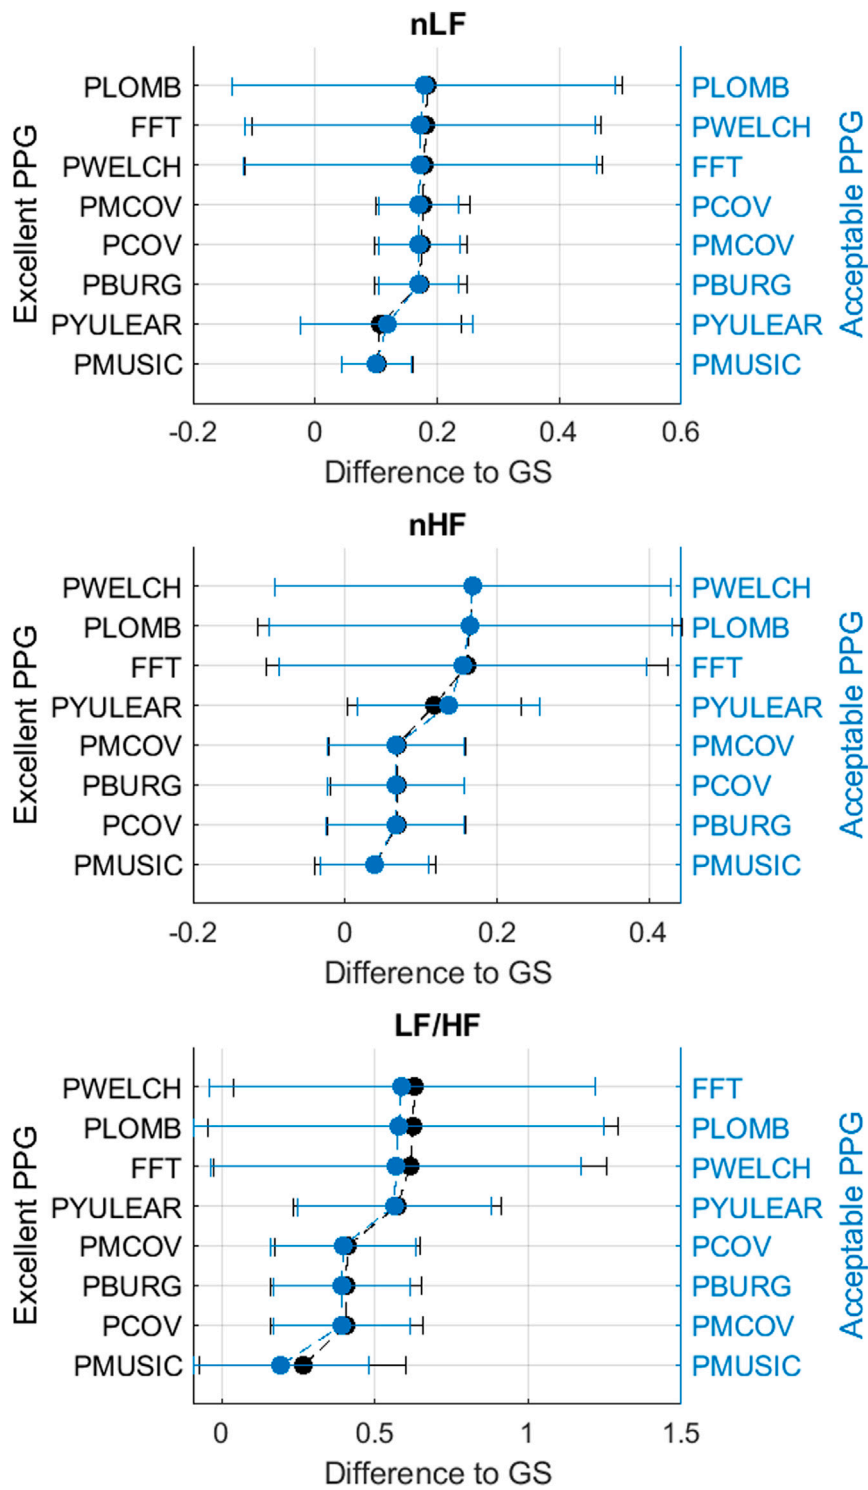 nLF
Excellent PPG
PLOMB PLOMB
FFT PWELCH
PWELCH FFT
PMCOV PCOV
PCOV PMCOV
PBURG PBURG
PYULEAR PYULEAR
PMUSIC PMUSIC
Acceptable PPG
-0.2 0 0.2 0.4 0.6
Difference to GS
nHF
Excellent PPG
PWELCH PWELCH
PLOMB PLOMB
FFT FFT
PYULEAR PYULEAR
PMCOV PMCOV
PBURG PCOV
PCOV PBURG
PMUSIC PMUSIC
Acceptable PPG
-0.2 0 0.2 0.4
Difference to GS
LF/HF
Excellent PPG
PWELCH FFT
PLOMB PLOMB
FFT PWELCH
PYULEAR PYULEAR
PMCOV PCOV
PBURG PBURG
PCOV PMCOV
PMUSIC PMUSIC
Acceptable PPG
0 0.5 1 1.5
Difference to GS